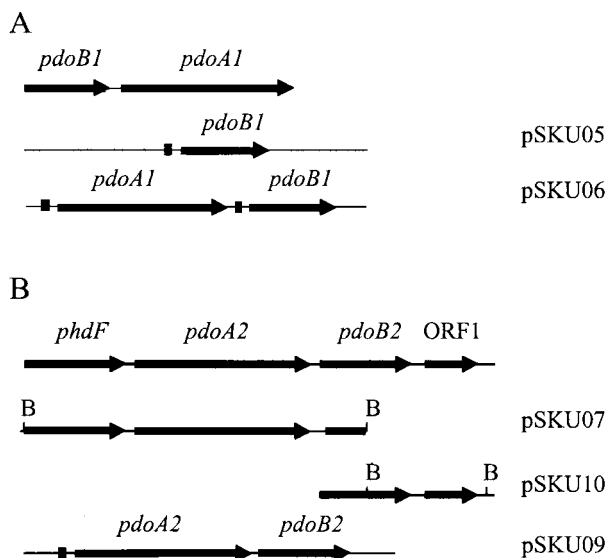 A
pdoB1 pdoA1
pdoB1 pSKU05
pdoA1 pdoB1 pSKU06
B
phdF pdoA2 pdoB2 ORF1
B B pSKU07
B B pSKU10
pdoA2 pdoB2 pSKU09